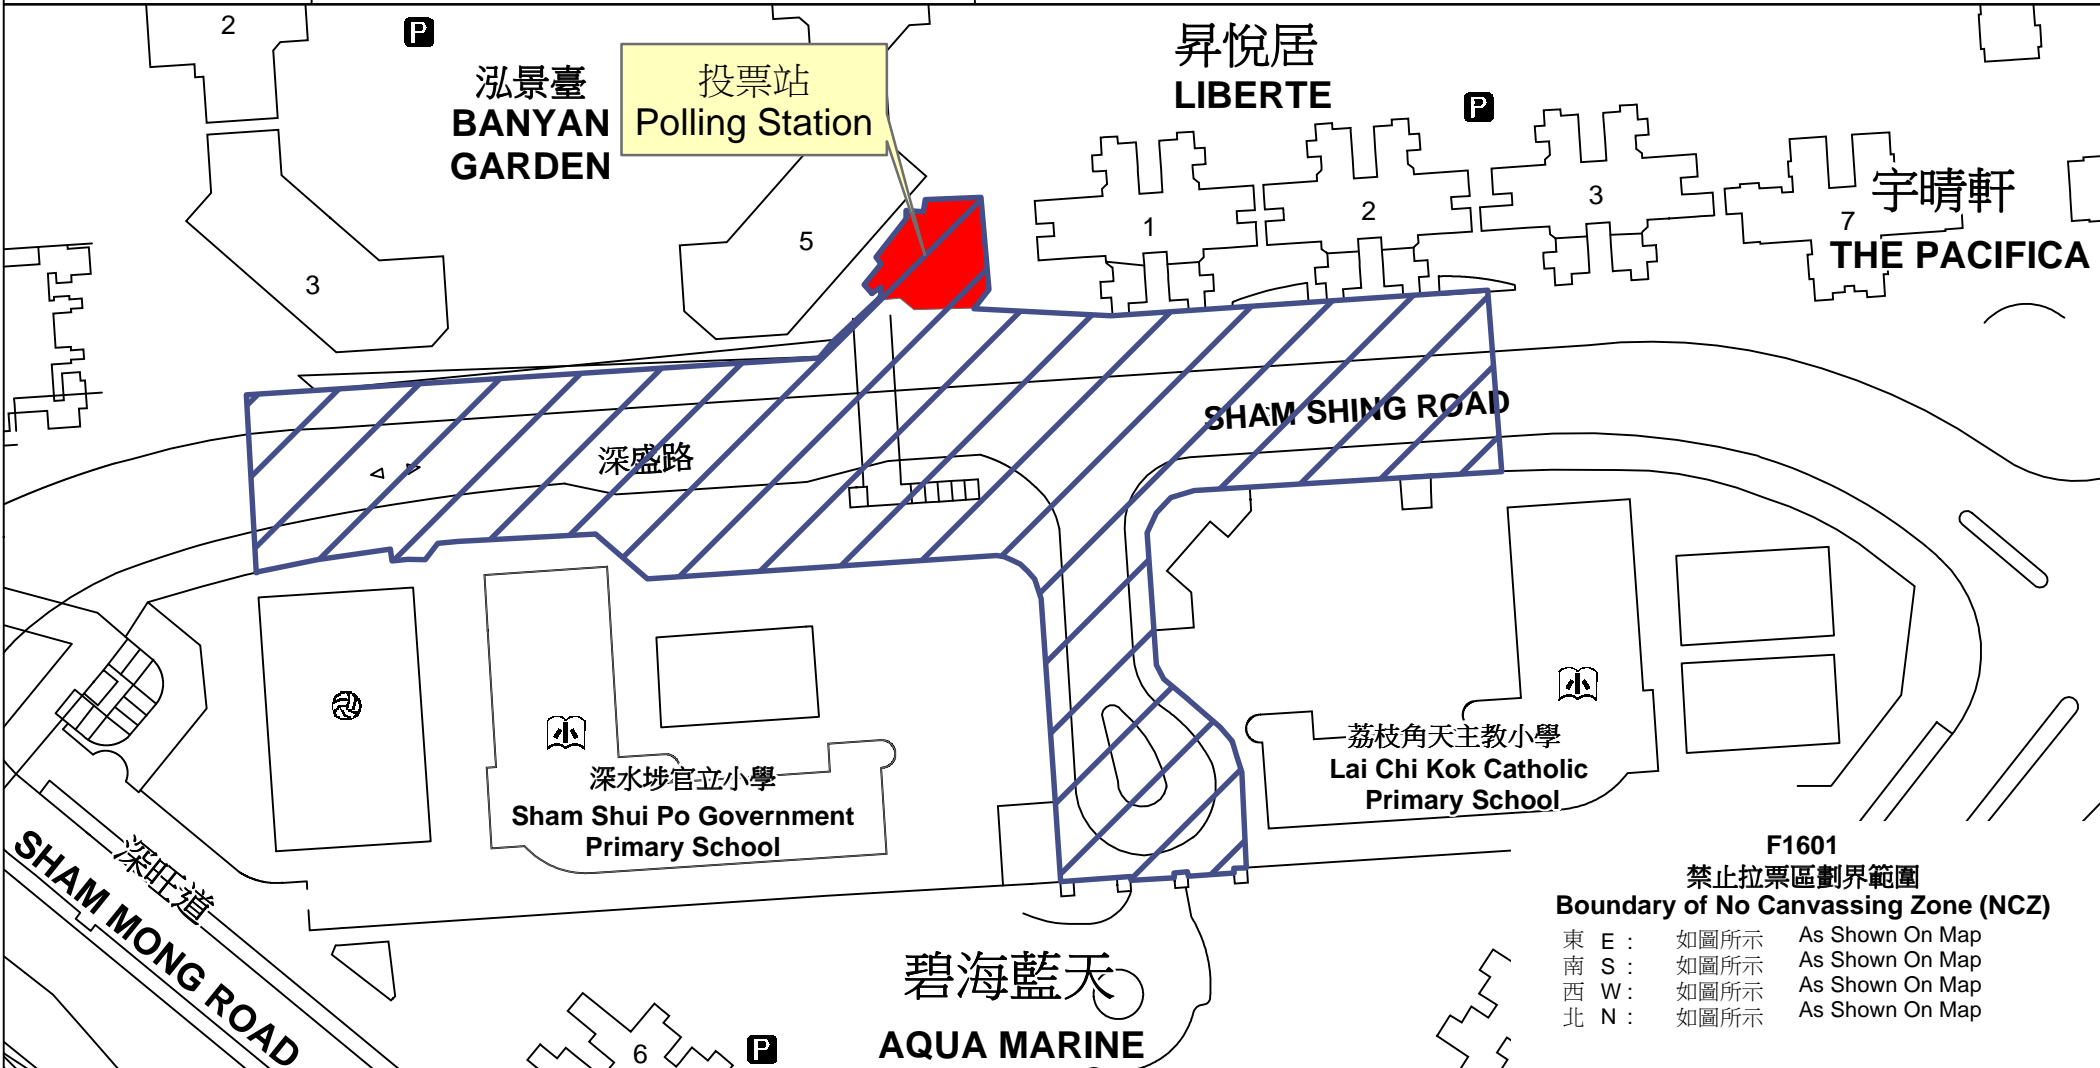 2
P
泓景臺
BANYAN
GARDEN
投票站
Polling Station
昇悅居
LIBERTE
P
1
2
3
7
宇晴軒
THE PACIFICA
3
5
深盛路
SHAM SHING ROAD
小
深水埗官立小學
Sham Shui Po Government
Primary School
小
荔枝角天主教小學
Lai Chi Kok Catholic
Primary School
深旺道
SHAM MONG ROAD
碧海藍天
AQUA MARINE
6
P
F1601
禁止拉票區劃界範圍
Boundary of No Canvassing Zone (NCZ)
東 E : 如圖所示 As Shown On Map
南 S : 如圖所示 As Shown On Map
西 W : 如圖所示 As Shown On Map
北 N : 如圖所示 As Shown On Map